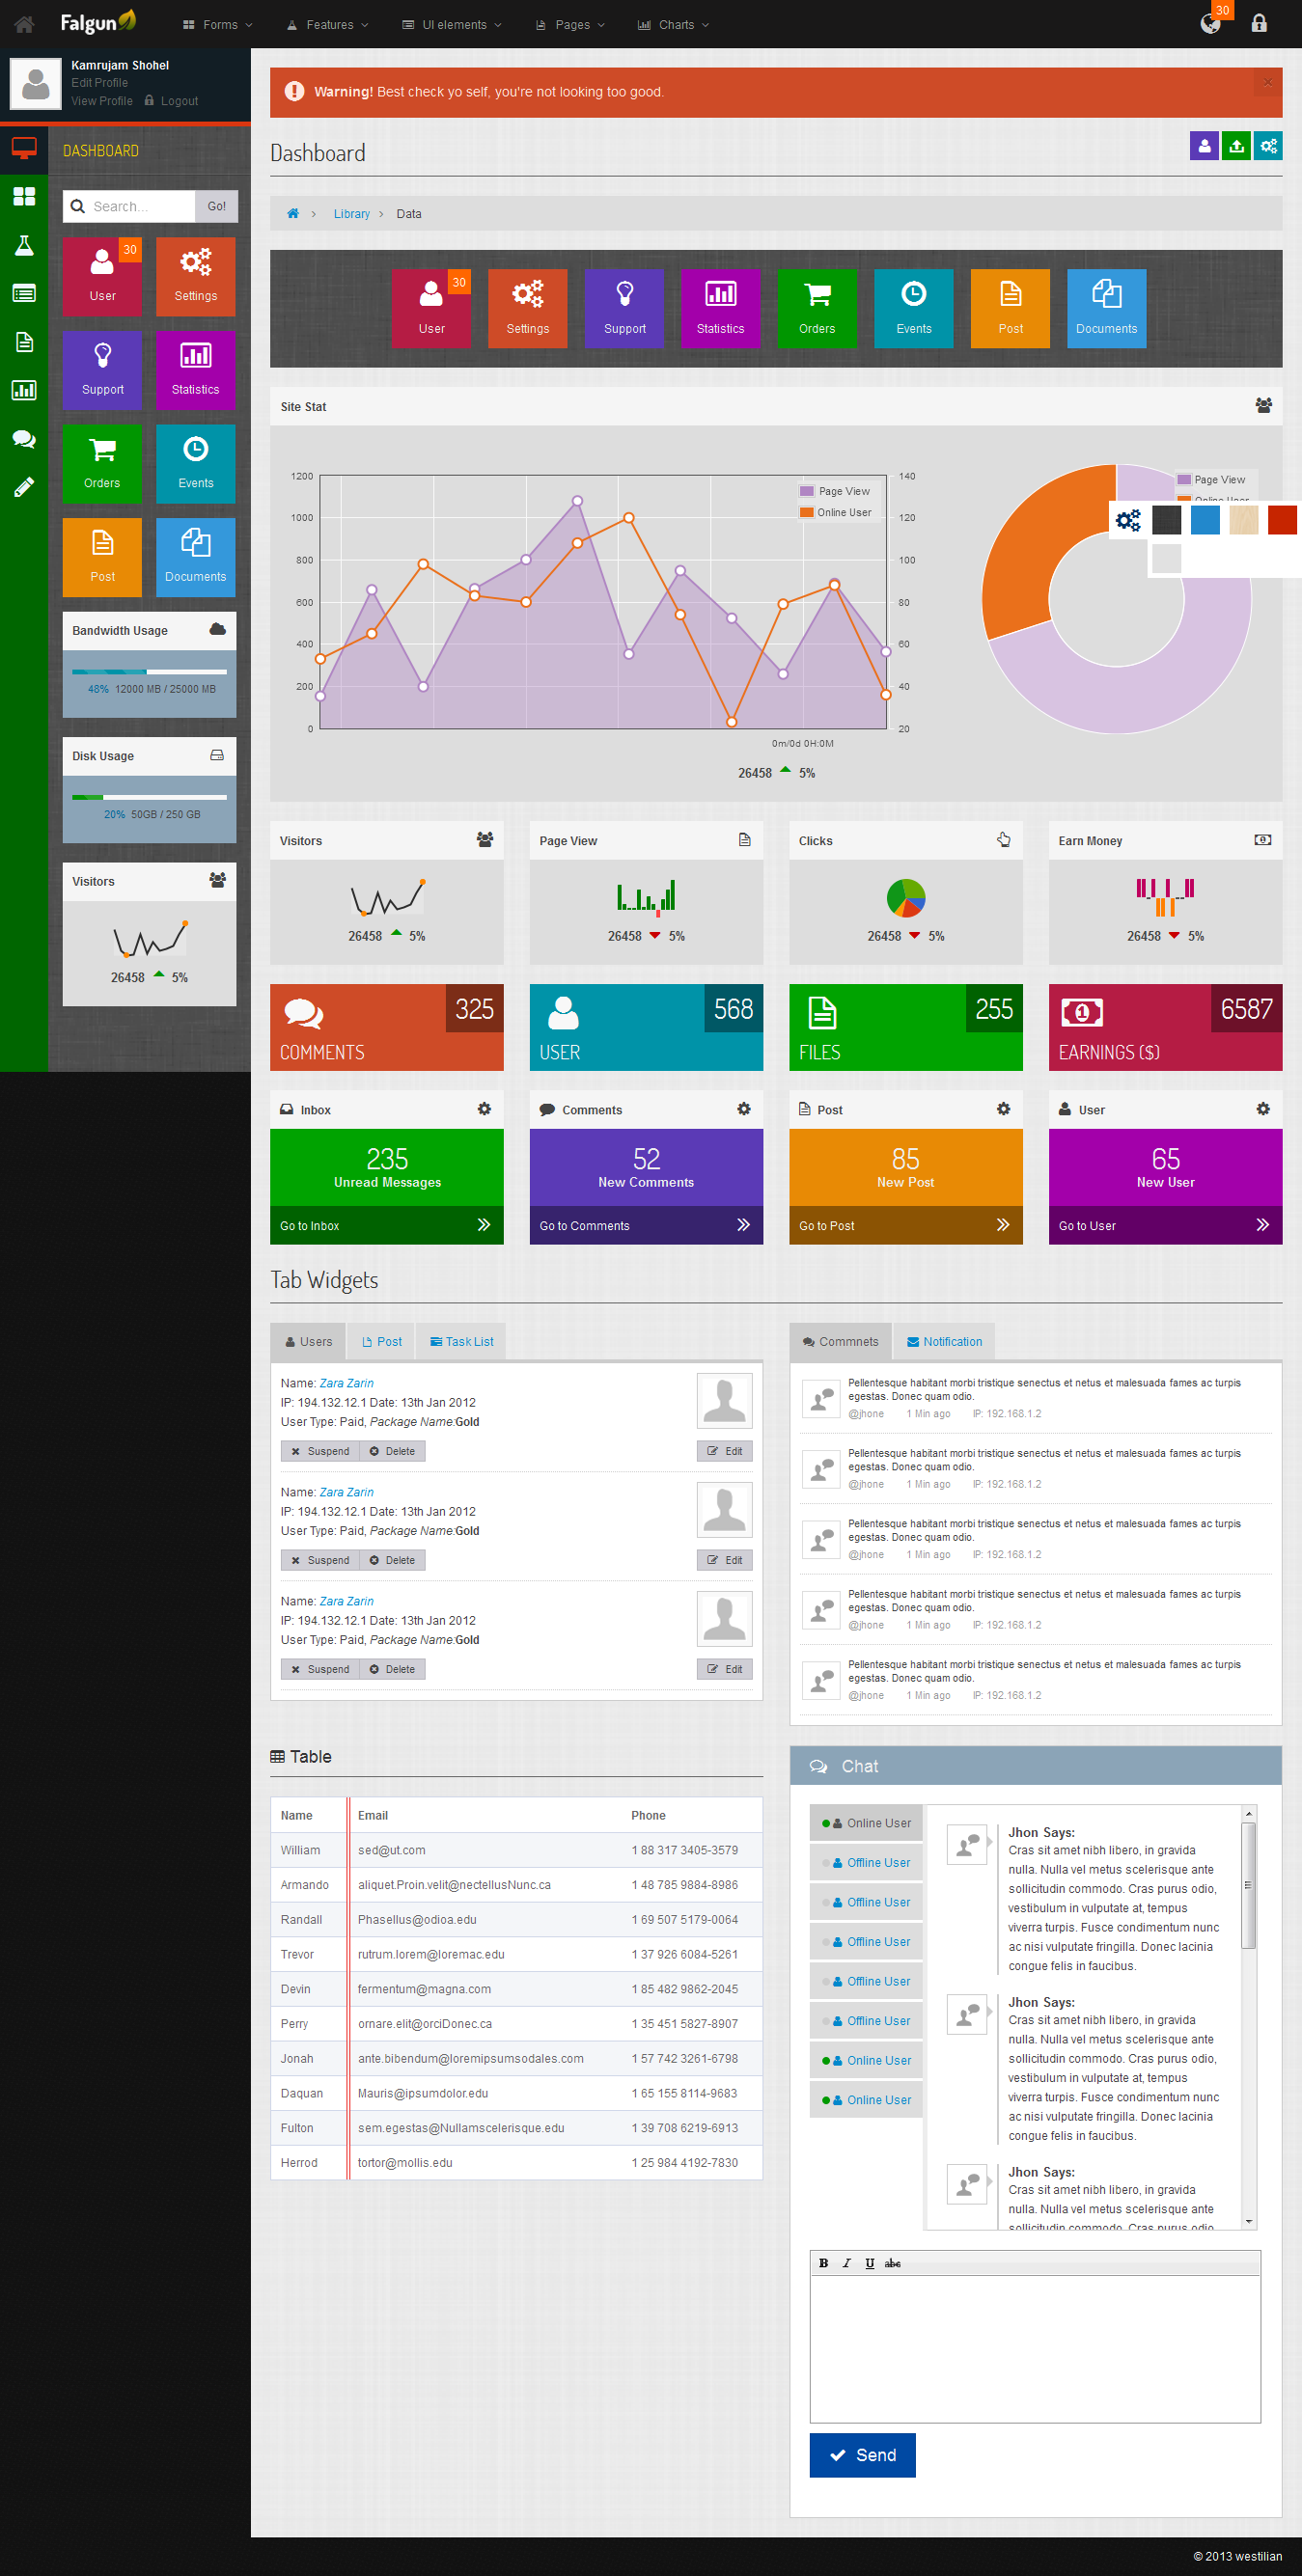 Falgun
Forms
Features
UI elements
Pages
Charts
30
Kamrujam Shohel
Edit Profile
View Profile Logout
DASHBOARD
Search... Go!
30
User
Settings
Support
Statistics
Orders
Events
Post
Documents
Bandwidth Usage
48% 12000 MB / 25000 MB
Disk Usage
20% 50GB / 250 GB
Visitors
26458 5%
Warning! Best check yo self, you're not looking too good.
×
Dashboard
Library
Data
30
User
Settings
Support
Statistics
Orders
Events
Post
Documents
Site Stat
1200
1000
800
600
400
200
0
140
120
100
80
60
40
20
Page View
Online User
0m/0d 0H:0M
26458 5%
Page View
Online User
Visitors
26458 5%
Page View
26458 5%
Clicks
26458 5%
Earn Money
26458 5%
325
COMMENTS
568
USER
255
FILES
6587
EARNINGS ($)
Inbox
235
Unread Messages
Go to Inbox
Comments
52
New Comments
Go to Comments
Post
85
New Post
Go to Post
User
65
New User
Go to User
Tab Widgets
Users Post Task List
Name: Zara Zarin
IP: 194.132.12.1 Date: 13th Jan 2012
User Type: Paid, Package Name:Gold
Suspend Delete Edit
Name: Zara Zarin
IP: 194.132.12.1 Date: 13th Jan 2012
User Type: Paid, Package Name:Gold
Suspend Delete Edit
Name: Zara Zarin
IP: 194.132.12.1 Date: 13th Jan 2012
User Type: Paid, Package Name:Gold
Suspend Delete Edit
Commnets Notification
Pellentesque habitant morbi tristique senectus et netus et malesuada fames ac turpis
egestas. Donec quam odio.
@jhone 1 Min ago IP: 192.168.1.2
Pellentesque habitant morbi tristique senectus et netus et malesuada fames ac turpis
egestas. Donec quam odio.
@jhone 1 Min ago IP: 192.168.1.2
Pellentesque habitant morbi tristique senectus et netus et malesuada fames ac turpis
egestas. Donec quam odio.
@jhone 1 Min ago IP: 192.168.1.2
Pellentesque habitant morbi tristique senectus et netus et malesuada fames ac turpis
egestas. Donec quam odio.
@jhone 1 Min ago IP: 192.168.1.2
Pellentesque habitant morbi tristique senectus et netus et malesuada fames ac turpis
egestas. Donec quam odio.
@jhone 1 Min ago IP: 192.168.1.2
Table
Name Email Phone
William sed@ut.com 1 88 317 3405-3579
Armando aliquet.Proin.velit@nectellusNunc.ca 1 48 785 9884-8986
Randall Phasellus@odioa.edu 1 69 507 5179-0064
Trevor rutrum.lorem@loremac.edu 1 37 926 6084-5261
Devin fermentum@magna.com 1 85 482 9862-2045
Perry ornare.elit@orciDonec.ca 1 35 451 5827-8907
Jonah ante.bibendum@loremipsumsodales.com 1 57 742 3261-6798
Daquan Mauris@ipsumdolor.edu 1 65 155 8114-9683
Fulton sem.egestas@Nullamscelerisque.edu 1 39 708 6219-6913
Herrod tortor@mollis.edu 1 25 984 4192-7830
Chat
Online User
Offline User
Offline User
Offline User
Offline User
Offline User
Online User
Online User
Jhon Says:
Cras sit amet nibh libero, in gravida
nulla. Nulla vel metus scelerisque ante
sollicitudin commodo. Cras purus odio,
vestibulum in vulputate at, tempus
viverra turpis. Fusce condimentum nunc
ac nisi vulputate fringilla. Donec lacinia
congue felis in faucibus.
Jhon Says:
Cras sit amet nibh libero, in gravida
nulla. Nulla vel metus scelerisque ante
sollicitudin commodo. Cras purus odio,
vestibulum in vulputate at, tempus
viverra turpis. Fusce condimentum nunc
ac nisi vulputate fringilla. Donec lacinia
congue felis in faucibus.
Jhon Says:
Cras sit amet nibh libero, in gravida
nulla. Nulla vel metus scelerisque ante
sollicitudin commodo. Cras purus odio,
B I U abc
Send
© 2013 westilian